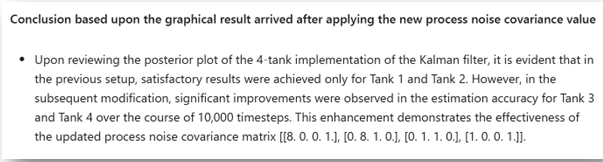 Conclusion based upon the graphical result arrived after applying the new process noise covariance value
• Upon reviewing the posterior plot of the 4-tank implementation of the Kalman filter, it is evident that in
the previous setup, satisfactory results were achieved only for Tank 1 and Tank 2. However, in the
subsequent modification, significant improvements were observed in the estimation accuracy for Tank 3
and Tank 4 over the course of 10,000 timesteps. This enhancement demonstrates the effectiveness of
the updated process noise covariance matrix [[8. 0. 0. 1.], [0. 8. 1. 0.], [0. 1. 1. 0.], [1. 0. 0. 1.]].